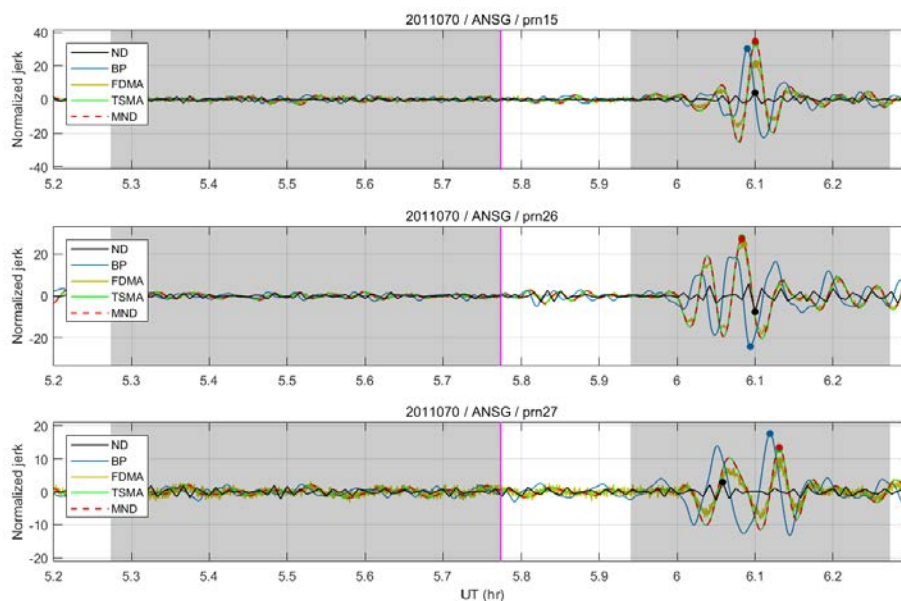 2011070 / ANSG / prn15
Normalized jerk
40
20
0
-20
-40
ND
BP
FDMA
TSMA
MND
5.2 5.3 5.4 5.5 5.6 5.7 5.8 5.9 6 6.1 6.2
2011070 / ANSG / prn26
Normalized jerk
20
0
-20
ND
BP
FDMA
TSMA
MND
5.2 5.3 5.4 5.5 5.6 5.7 5.8 5.9 6 6.1 6.2
2011070 / ANSG / prn27
Normalized jerk
20
10
0
-10
-20
ND
BP
FDMA
TSMA
MND
5.2 5.3 5.4 5.5 5.6 5.7 5.8 5.9 6 6.1 6.2
UT (hr)